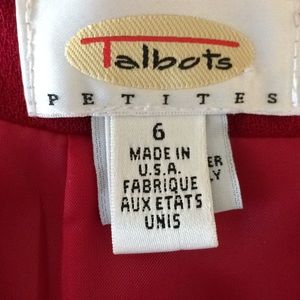 Talbots
PETITES
6
MADE IN
U.S.A.
FABRIQUE
AUX ETATS
UNIS